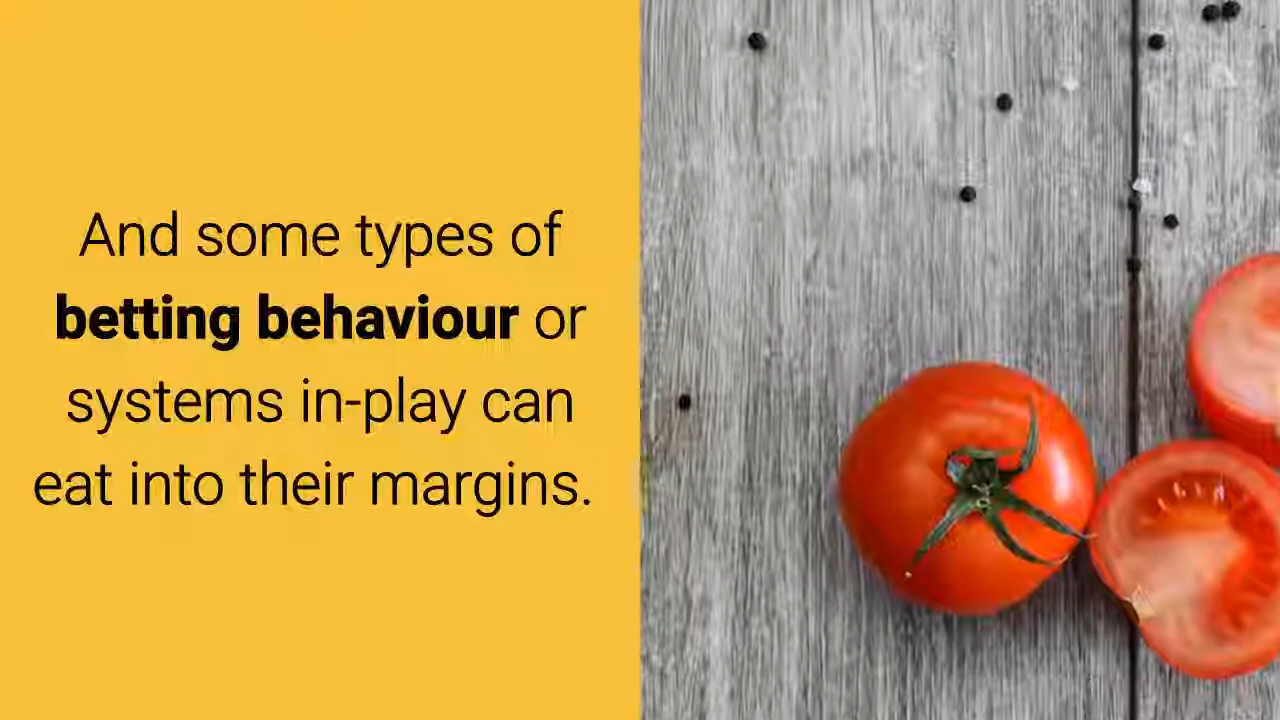 And some types of
betting behaviour or
systems in-play can
eat into their margins.